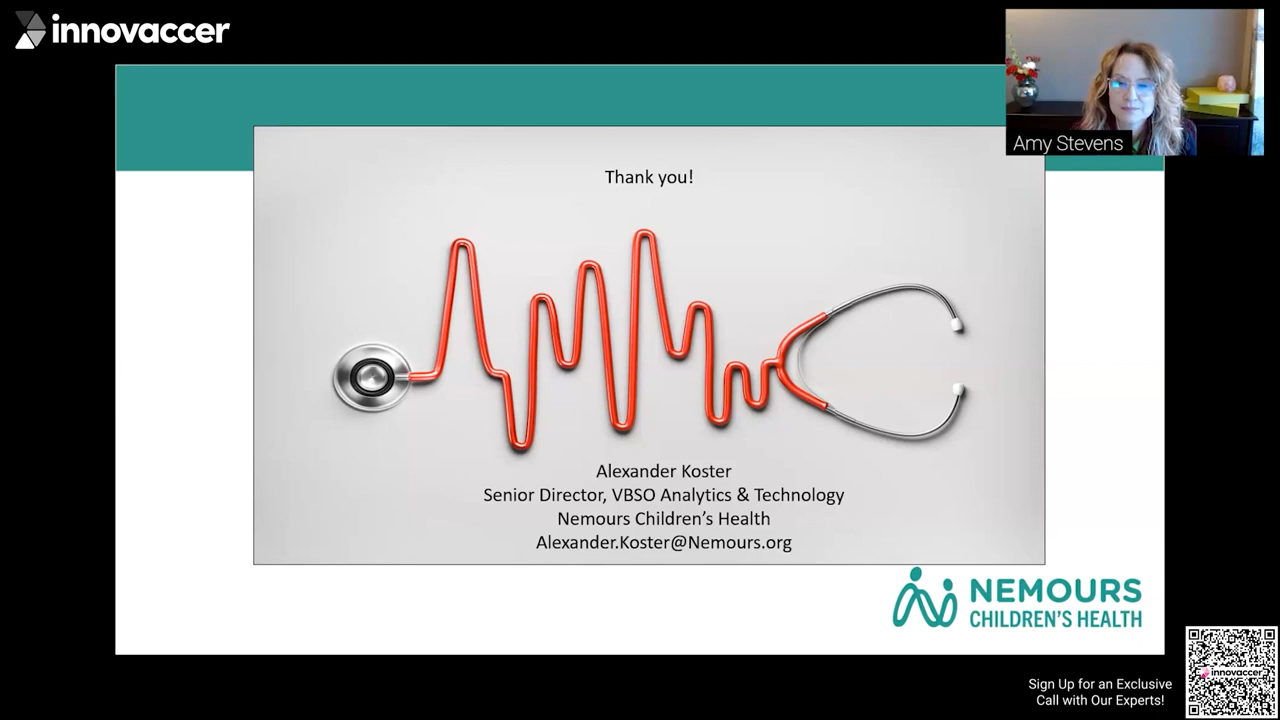 innovaccer
Amy Stevens
Thank you!
Alexander Koster
Senior Director, VBSO Analytics & Technology
Nemours Children’s Health
Alexander.Koster@Nemours.org
NEMOURS
CHILDREN'S HEALTH
Sign Up for an Exclusive
Call with Our Experts!
innovaccer